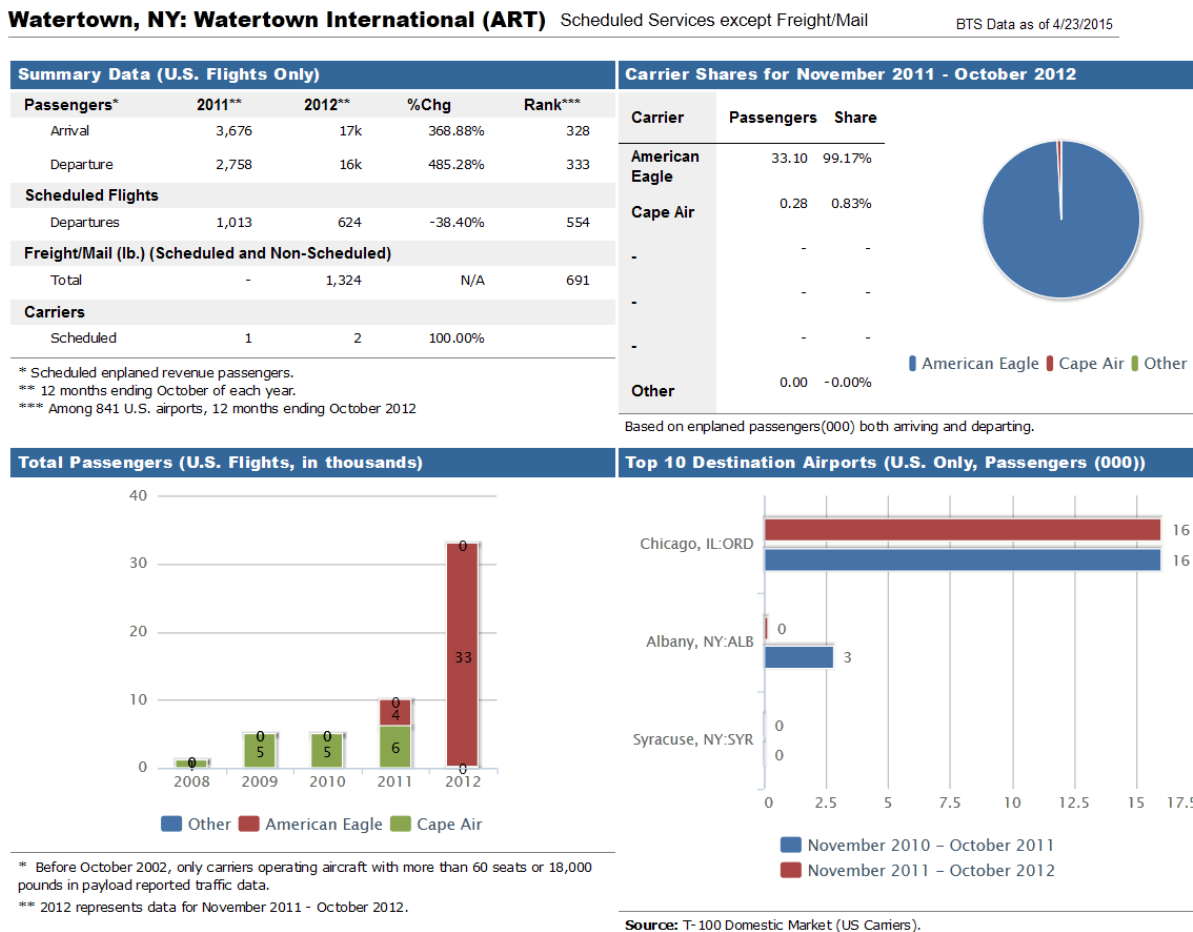 Watertown, NY: Watertown International (ART) Scheduled Services except Freight/Mail BTS Data as of 4/23/2015
Summary Data (U.S. Flights Only)
Passengers* 2011** 2012** %Chg Rank***
Arrival 3,676 17k 368.88% 328
Departure 2,758 16k 485.28% 333
Scheduled Flights
Departures 1,013 624 -38.40% 554
Freight/Mail (lb.) (Scheduled and Non-Scheduled)
Total - 1,324 N/A 691
Carriers
Scheduled 1 2 100.00%
* Scheduled enplaned revenue passengers.
** 12 months ending October of each year.
*** Among 841 U.S. airports, 12 months ending October 2012
Carrier Shares for November 2011 - October 2012
Carrier Passengers Share
American Eagle 33.10 99.17%
Cape Air 0.28 0.83%
- - -
- - -
- - -
Other 0.00 -0.00%
American Eagle Cape Air Other
Based on enplaned passengers(000) both arriving and departing.
Total Passengers (U.S. Flights, in thousands)
40
30
20
10
0
0
0 5
0 5
0 4 6
0 33 0
2008 2009 2010 2011 2012
Other American Eagle Cape Air
* Before October 2002, only carriers operating aircraft with more than 60 seats or 18,000
pounds in payload reported traffic data.
** 2012 represents data for November 2011 - October 2012.
Top 10 Destination Airports (U.S. Only, Passengers (000))
Chicago, IL:ORD 16 16
Albany, NY:ALB 0 3
Syracuse, NY:SYR 0 0
0 2.5 5 7.5 10 12.5 15 17.5
November 2010 - October 2011
November 2011 - October 2012
Source: T-100 Domestic Market (US Carriers).